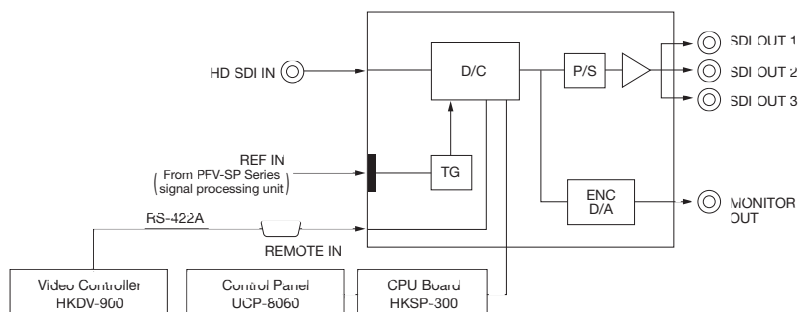 HD SDI IN
D/C
P/S
SDI OUT 1
SDI OUT 2
SDI OUT 3
REF IN
(From PFV-SP Series
signal processing unit)
TG
ENC
D/A
MONITOR
OUT
RS-422A
REMOTE IN
Video Controller
HKDV-900
Control Panel
UCP-8060
CPU Board
HKSP-300